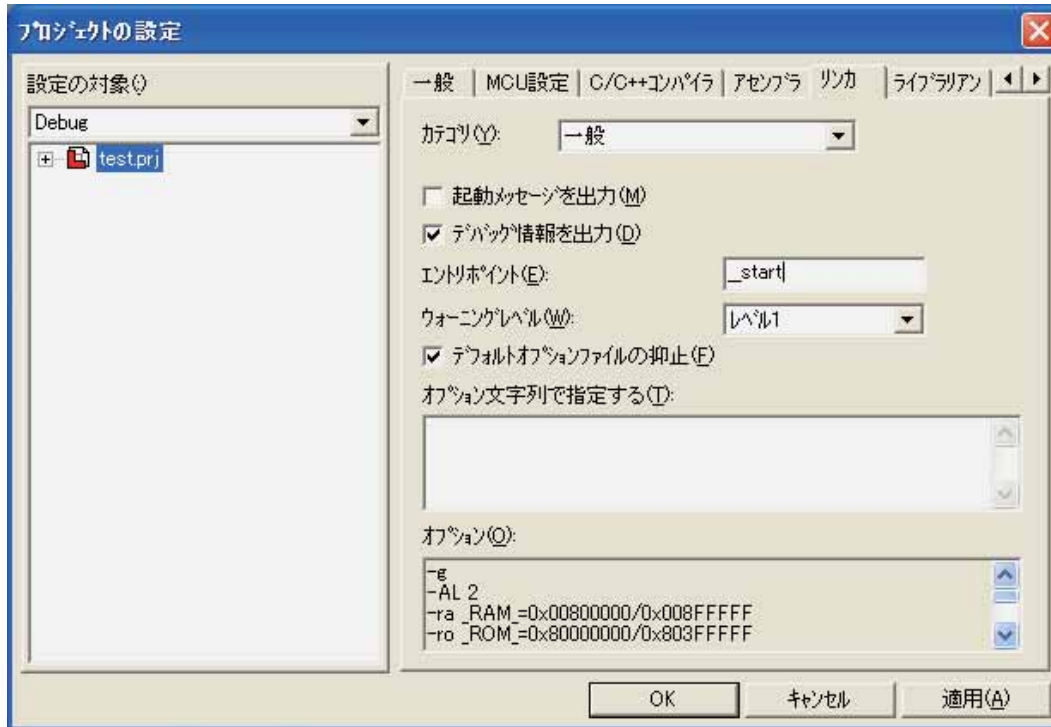 プロジェクトの設定
設定の対象(:)
Debug
test.prj
一般 MCU設定 C/C++コンパイラ アセンブラ リンカ ライブラリアン
カテゴリ(Y): 一般
起動メッセージを出力(M)
デバッグ情報を出力(D)
エントリポイント(E): _start
ウォーニングレベル(W): レベル1
デフォルトオプションファイルの抑止(F)
オプション文字列で指定する(T):
オプション(O):
-g
-AL 2
-ra _RAM_=0x00800000/0x008FFFFF
-ro _ROM_=0x80000000/0x803FFFFF
OK キャンセル 適用(A)